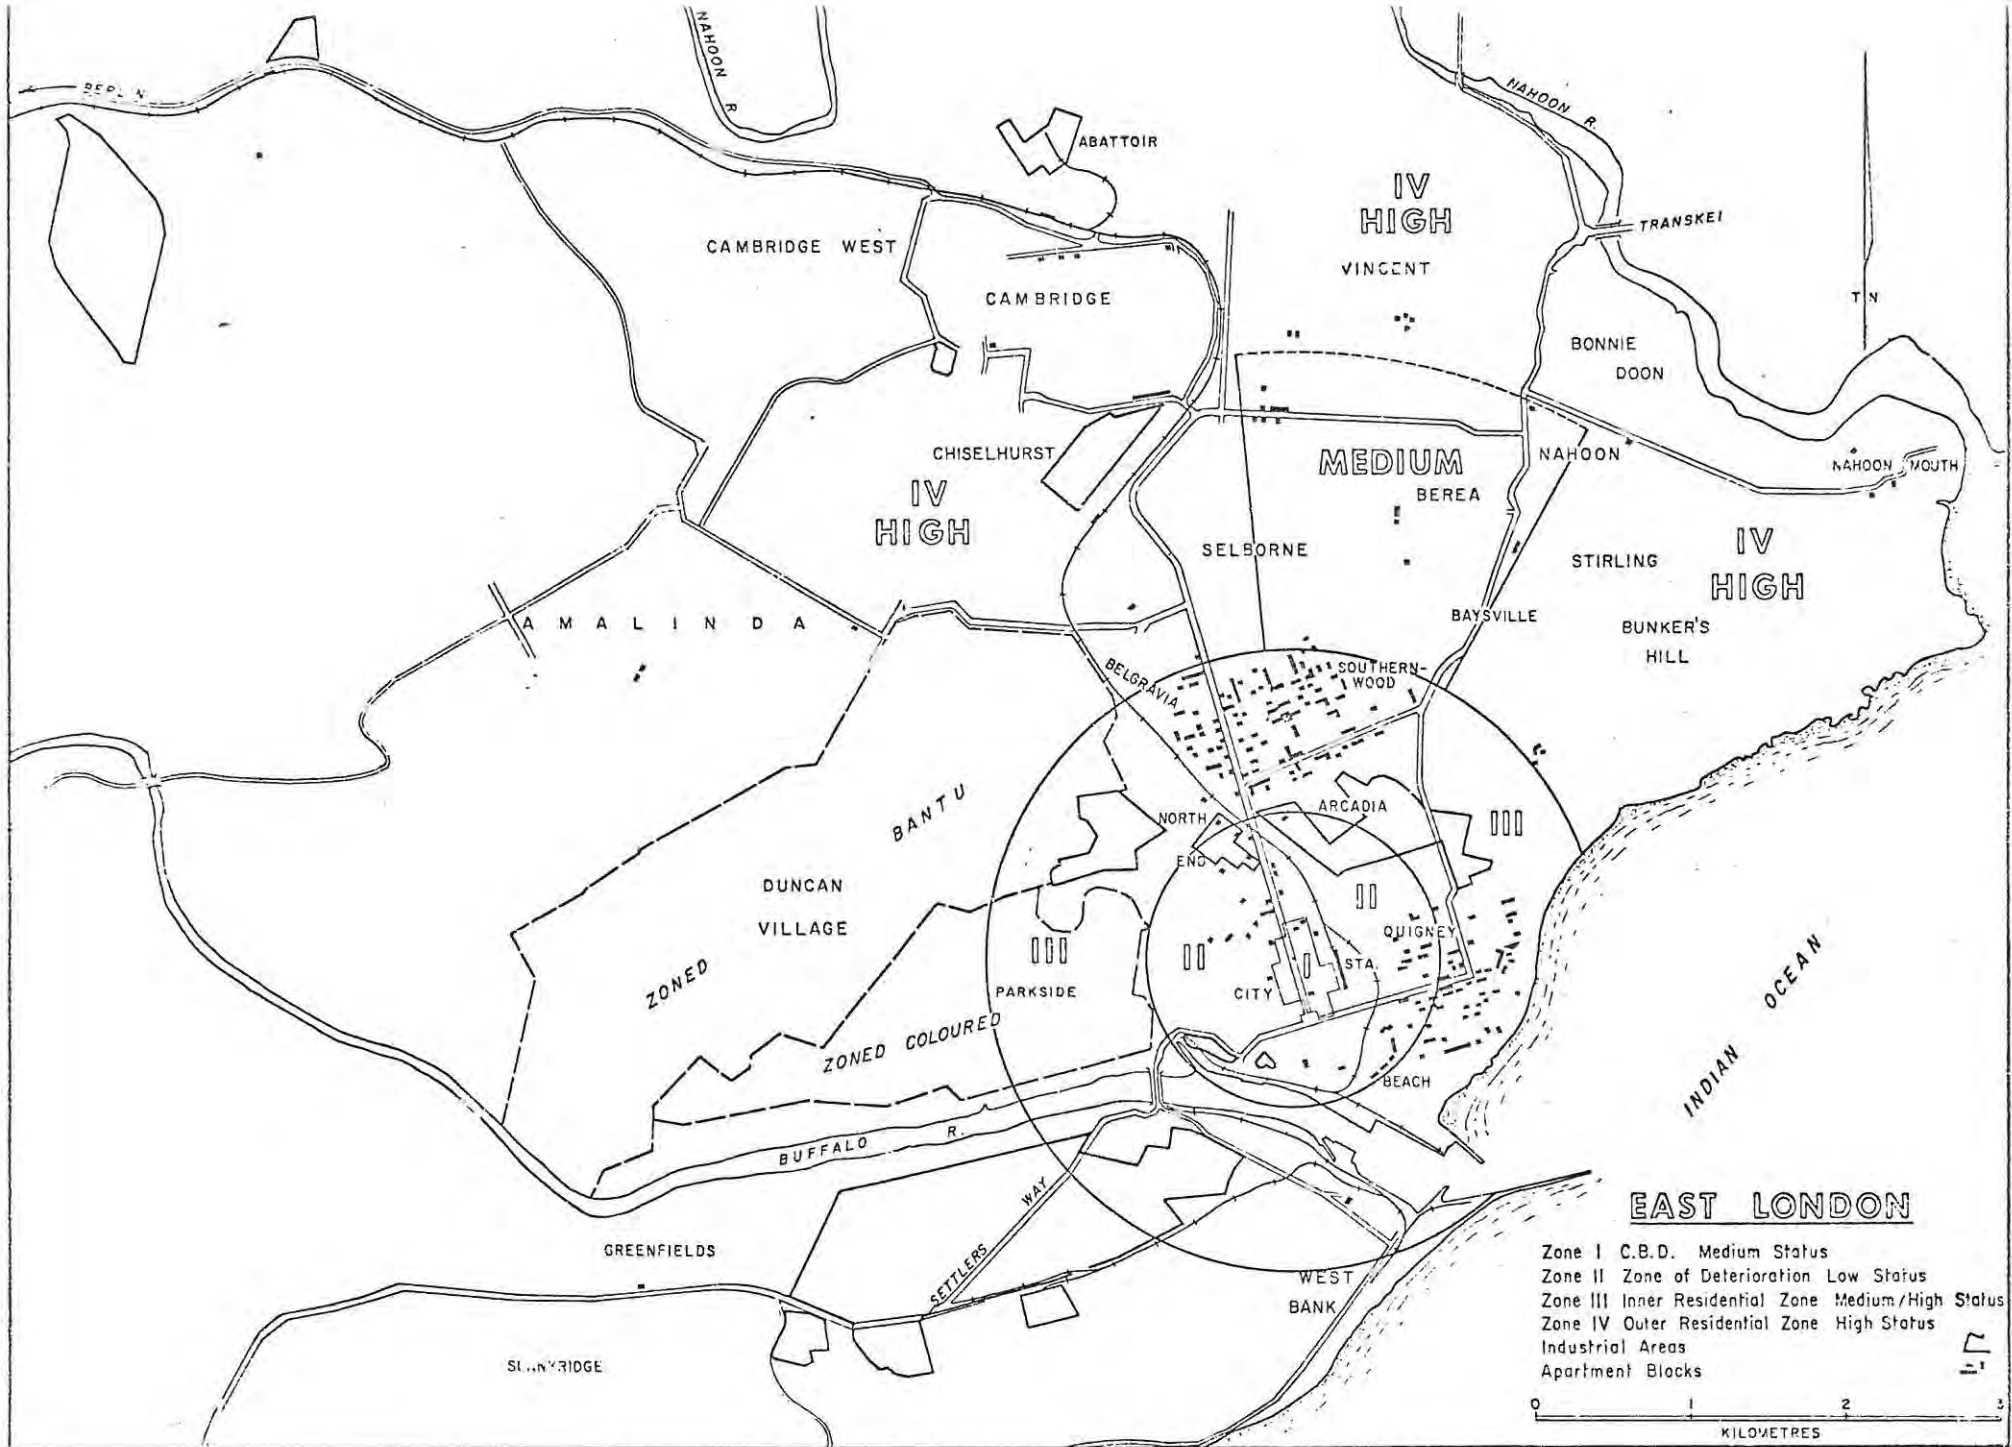 NAHOON
R.
BERLIN
NAHOON R.
ABATTOIR
IV
HIGH
TRANSKEI
CAMBRIDGE WEST
VINCENT
CAMBRIDGE
BONNIE
DOON
CHISELHURST
MEDIUM
NAHOON
NAHOON MOUTH
IV
HIGH
BEREA
SELBORNE
STIRLING
IV
HIGH
AMALINDA
BAYSVILLE
BUNKER'S
HILL
BELGRAVIA
SOUTHERN-
WOOD
ARCADIA
NORTH
END
III
ZONED BANTU
DUNCAN
VILLAGE
II
QUIGNEY
III
PARKSIDE
II
I
STA.
CITY
ZONED COLOURED
BEACH
INDIAN OCEAN
BUFFALO R.
SETTLERS WAY
GREENFIELDS
WEST
BANK
EAST LONDON
Zone I C.B.D. Medium Status
Zone II Zone of Deterioration Low Status
Zone III Inner Residential Zone Medium/High Status
Zone IV Outer Residential Zone High Status
Industrial Areas
Apartment Blocks
0 1 2 3
KILOMETRES